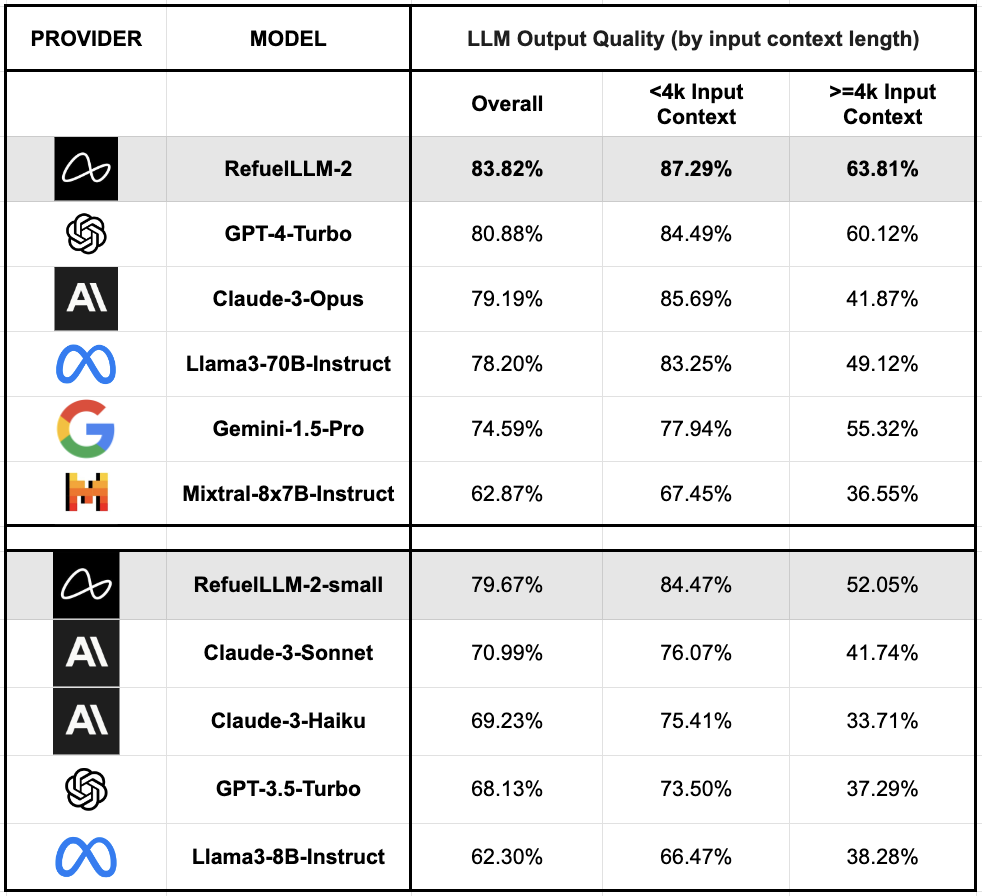 PROVIDER MODEL LLM Output Quality (by input context length)
Overall <4k Input Context >=4k Input Context
RefuelLLM-2 83.82% 87.29% 63.81%
GPT-4-Turbo 80.88% 84.49% 60.12%
Claude-3-Opus 79.19% 85.69% 41.87%
Llama3-70B-Instruct 78.20% 83.25% 49.12%
Gemini-1.5-Pro 74.59% 77.94% 55.32%
Mixtral-8x7B-Instruct 62.87% 67.45% 36.55%
RefuelLLM-2-small 79.67% 84.47% 52.05%
Claude-3-Sonnet 70.99% 76.07% 41.74%
Claude-3-Haiku 69.23% 75.41% 33.71%
GPT-3.5-Turbo 68.13% 73.50% 37.29%
Llama3-8B-Instruct 62.30% 66.47% 38.28%